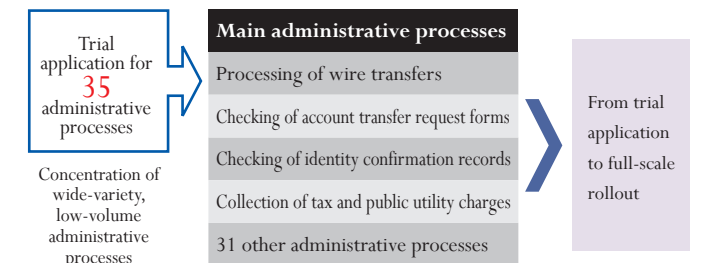 Trial
application for
35
administrative
processes
Concentration of
wide-variety,
low-volume
administrative
processes
Main administrative processes
Processing of wire transfers
Checking of account transfer request forms
Checking of identity confirmation records
Collection of tax and public utility charges
31 other administrative processes
From trial
application
to full-scale
rollout